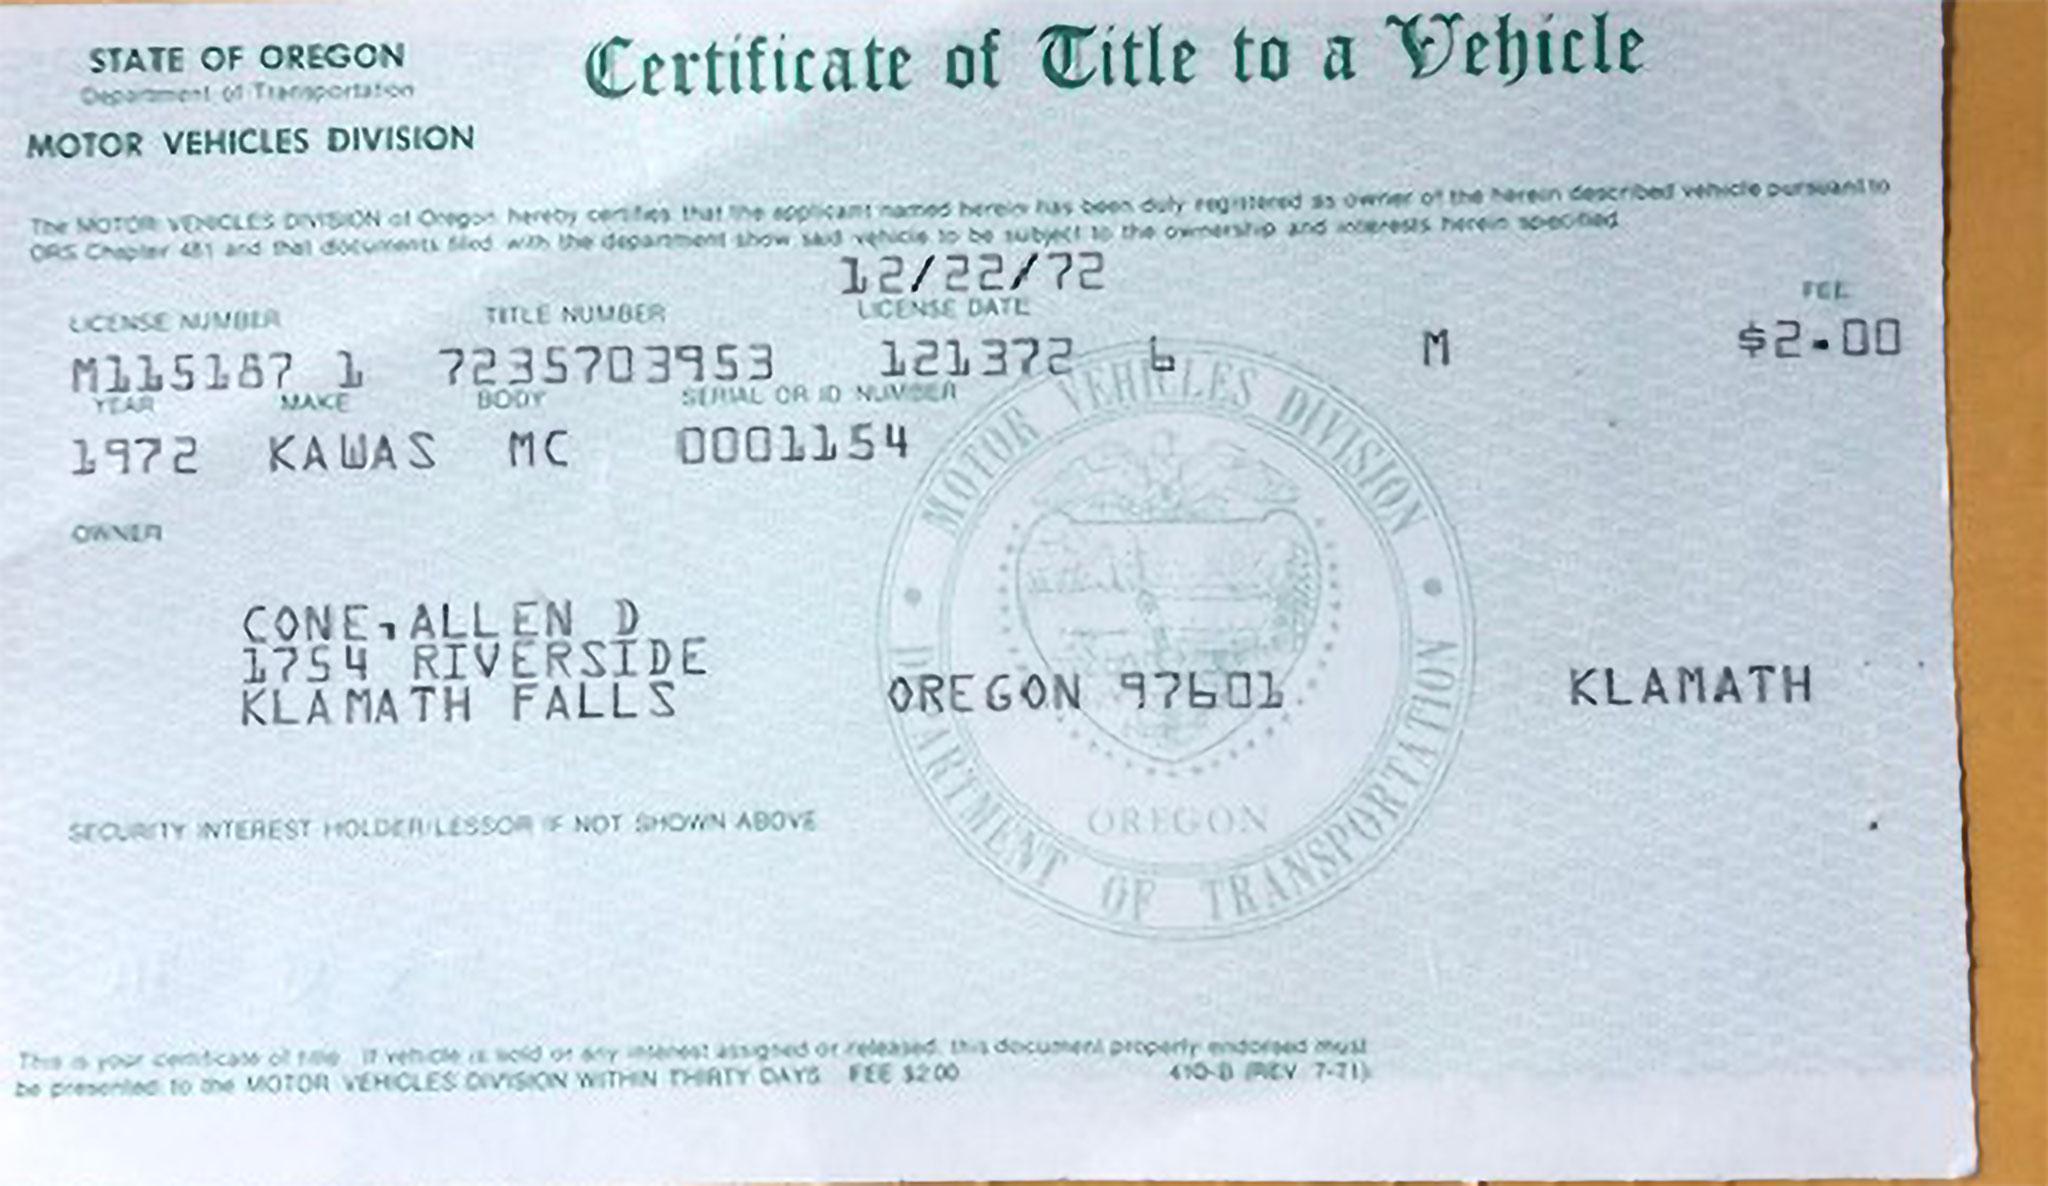 STATE OF OREGON
Department of Transportation
MOTOR VEHICLES DIVISION
Certificate of Title to a Vehicle
The MOTOR VEHICLES DIVISION of Oregon hereby certifies that the applicant named herein has been duly registered as owner of the herein described vehicle pursuant to
ORS Chapter 481 and that documents filed with the department show said vehicle to be subject to the ownership and interests herein specified.
12/22/72
LICENSE NUMBER TITLE NUMBER LICENSE DATE FEE
M115187 1 7235703953 121372 6 M $2.00
YEAR MAKE BODY SERIAL OR ID NUMBER
1972 KAWAS MC 0001154
OWNER
CONE, ALLEN D
1754 RIVERSIDE
KLAMATH FALLS OREGON 97601 KLAMATH
MOTOR VEHICLES DIVISION
DEPARTMENT OF TRANSPORTATION
OREGON
SECURITY INTEREST HOLDER/LESSOR IF NOT SHOWN ABOVE
This is your certificate of title. If vehicle is sold or any interest assigned or released, this document properly endorsed must
be presented to the MOTOR VEHICLES DIVISION WITHIN THIRTY DAYS FEE $2.00 410-B (REV. 7-71)